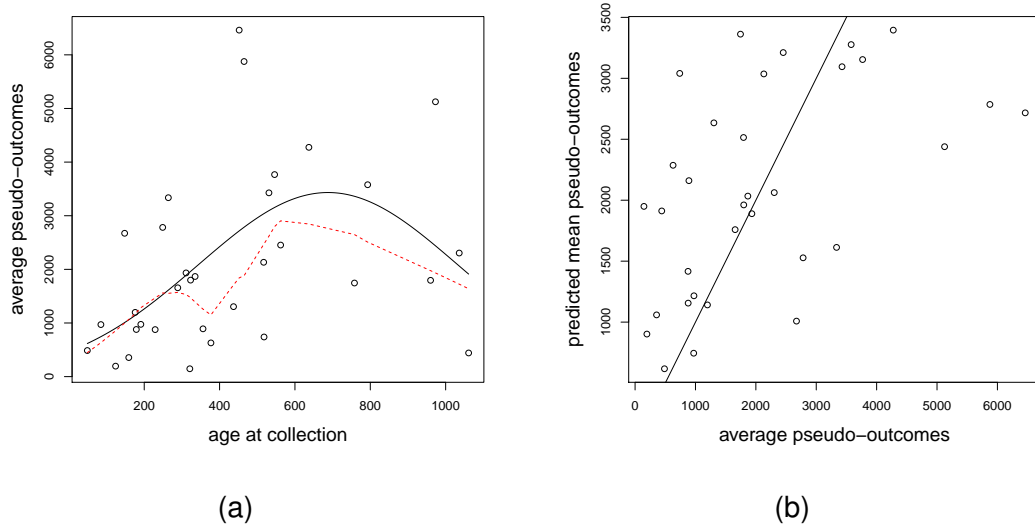 average pseudo−outcomes
0 1000 2000 3000 4000 5000 6000
200 400 600 800 1000
age at collection
(a)
predicted mean pseudo−outcomes
1000 1500 2000 2500 3000 3500
0 1000 2000 3000 4000 5000 6000
average pseudo−outcomes
(b)